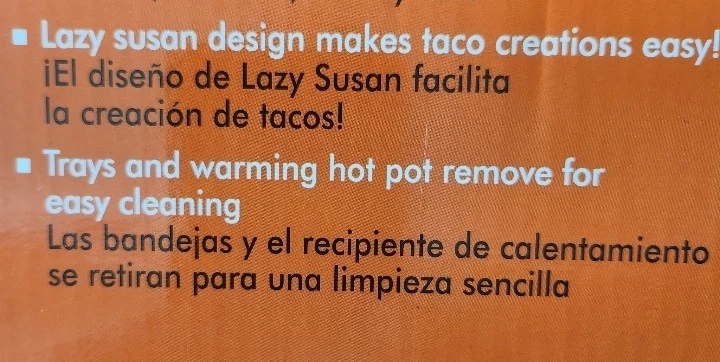 ▪ Lazy susan design makes taco creations easy!
¡El diseño de Lazy Susan facilita
la creación de tacos!
▪ Trays and warming hot pot remove for
easy cleaning
Las bandejas y el recipiente de calentamiento
se retiran para una limpieza sencilla